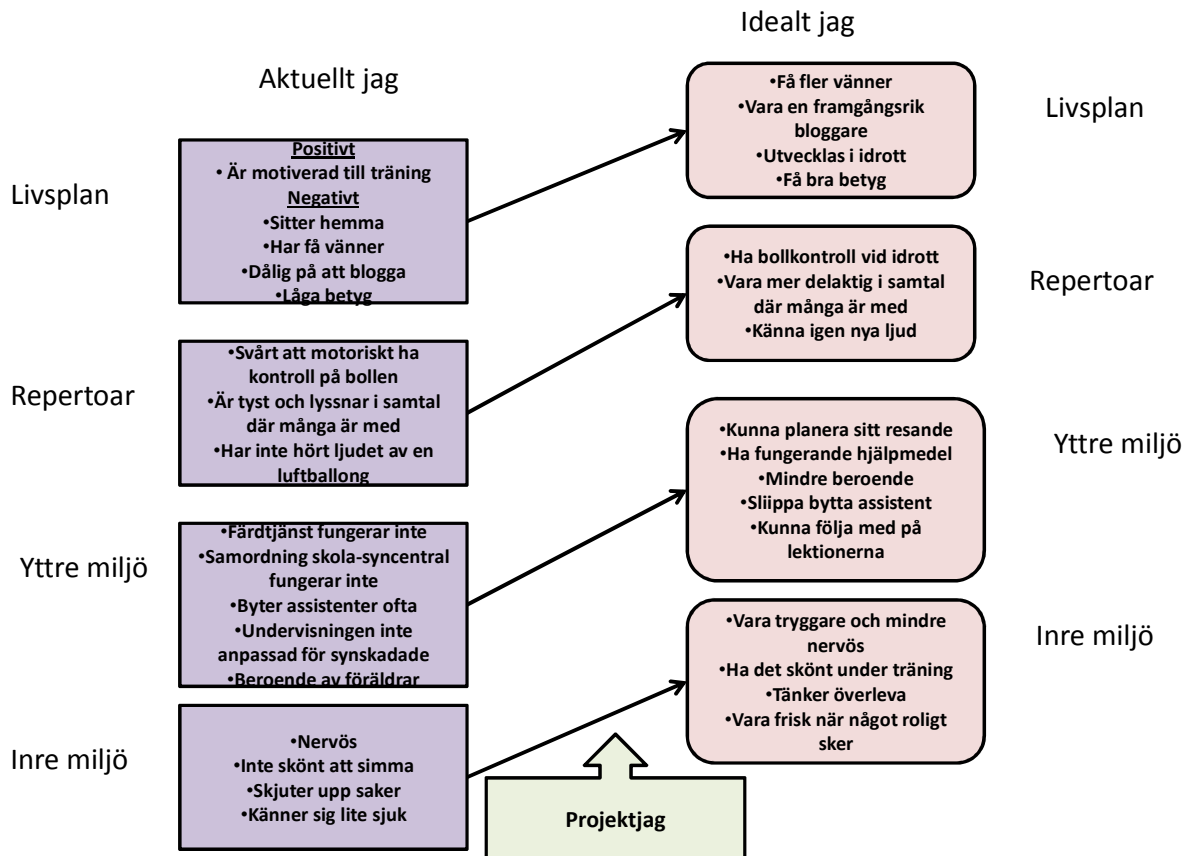 Idealt jag
Aktuellt jag
Livsplan
Positivt
• Är motiverad till träning
Negativt
•Sitter hemma
•Har få vänner
•Dålig på att blogga
•Låga betyg
•Få fler vänner
•Vara en framgångsrik
bloggare
•Utvecklas i idrott
•Få bra betyg
Livsplan
Repertoar
•Svårt att motoriskt ha
kontroll på bollen
•Är tyst och lyssnar i samtal
där många är med
•Har inte hört ljudet av en
luftballong
•Ha bollkontroll vid idrott
•Vara mer delaktig i samtal
där många är med
•Känna igen nya ljud
Repertoar
Yttre miljö
•Färdtjänst fungerar inte
•Samordning skola-syncentral
fungerar inte
•Byter assistenter ofta
•Undervisningen inte
anpassad för synskadade
•Beroende av föräldrar
•Kunna planera sitt resande
•Ha fungerande hjälpmedel
•Mindre beroende
•Sliippa bytta assistent
•Kunna följa med på
lektionerna
Yttre miljö
Inre miljö
•Nervös
•Inte skönt att simma
•Skjuter upp saker
•Känner sig lite sjuk
•Vara tryggare och mindre
nervös
•Ha det skönt under träning
•Tänker överleva
•Vara frisk när något roligt
sker
Inre miljö
Projektjag